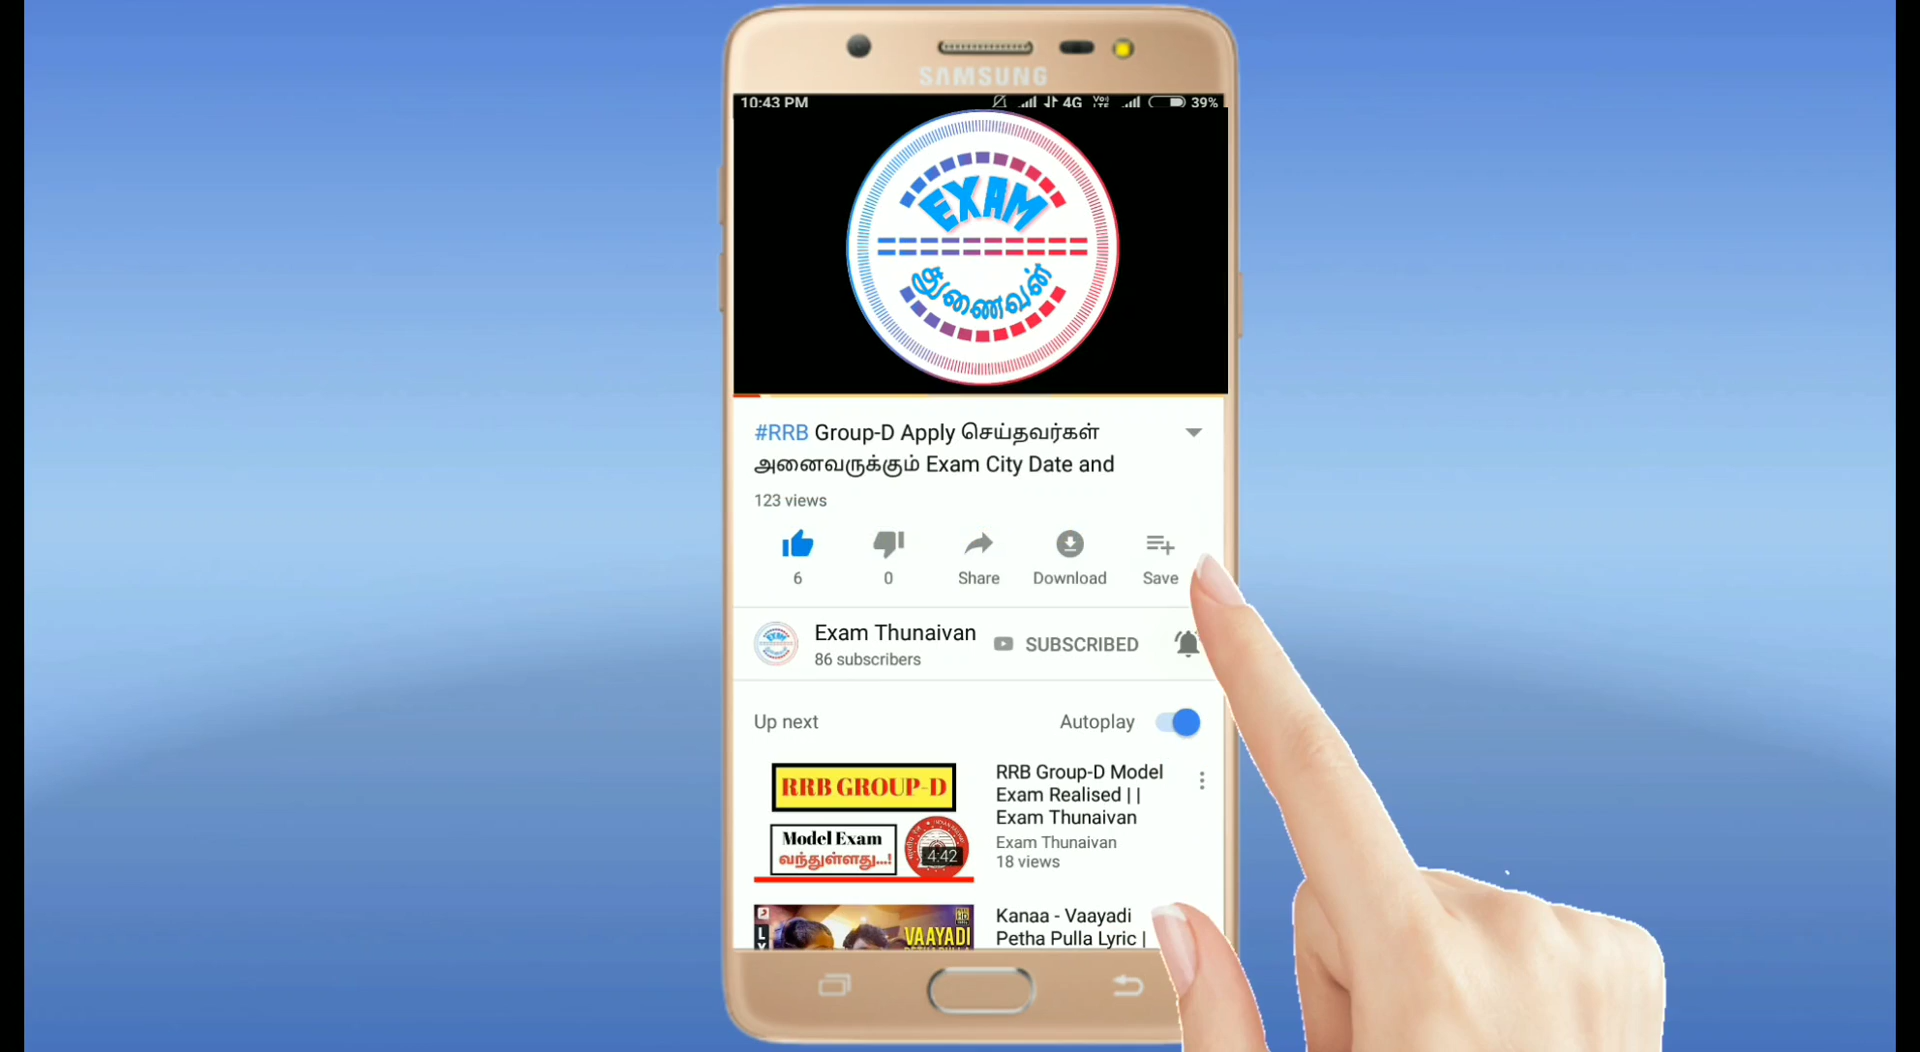 SAMSUNG
10:43 PM 4G VoLTE 39%
EXAM
துணைவன்
#RRB Group-D Apply செய்தவர்கள்
அனைவருக்கும் Exam City Date and
123 views
6 0 Share Download Save
Exam Thunaivan
86 subscribers
SUBSCRIBED
Up next Autoplay
RRB GROUP-D
Model Exam
வந்துள்ளது...!
4:42
RRB Group-D Model
Exam Realised ||
Exam Thunaivan
Exam Thunaivan
18 views
VAAYADI
Kanaa - Vaayadi
Petha Pulla Lyric |